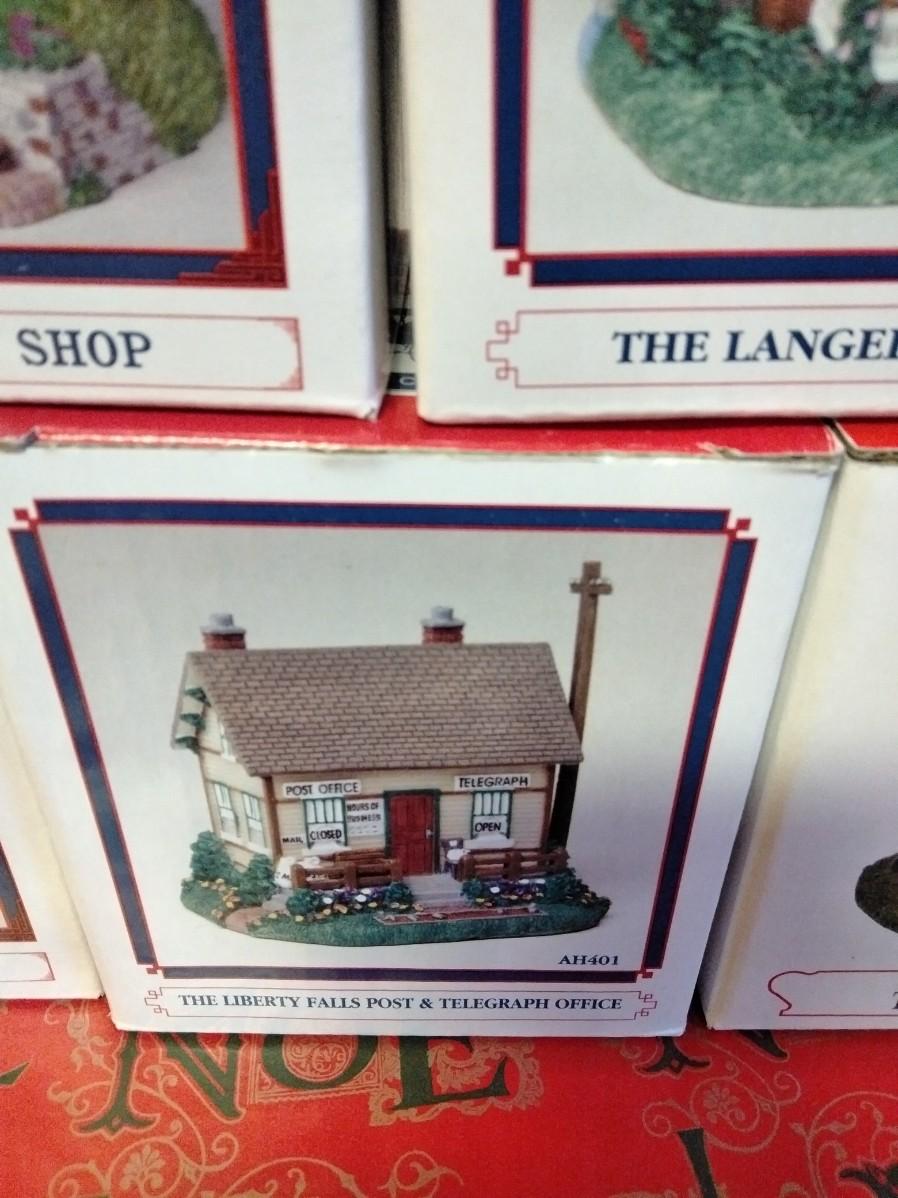 SHOP
THE LANGE
POST OFFICE
TELEGRAPH
HOURS OF
BUSINESS
MAIL
CLOSED
OPEN
AH401
THE LIBERTY FALLS POST & TELEGRAPH OFFICE
NOE